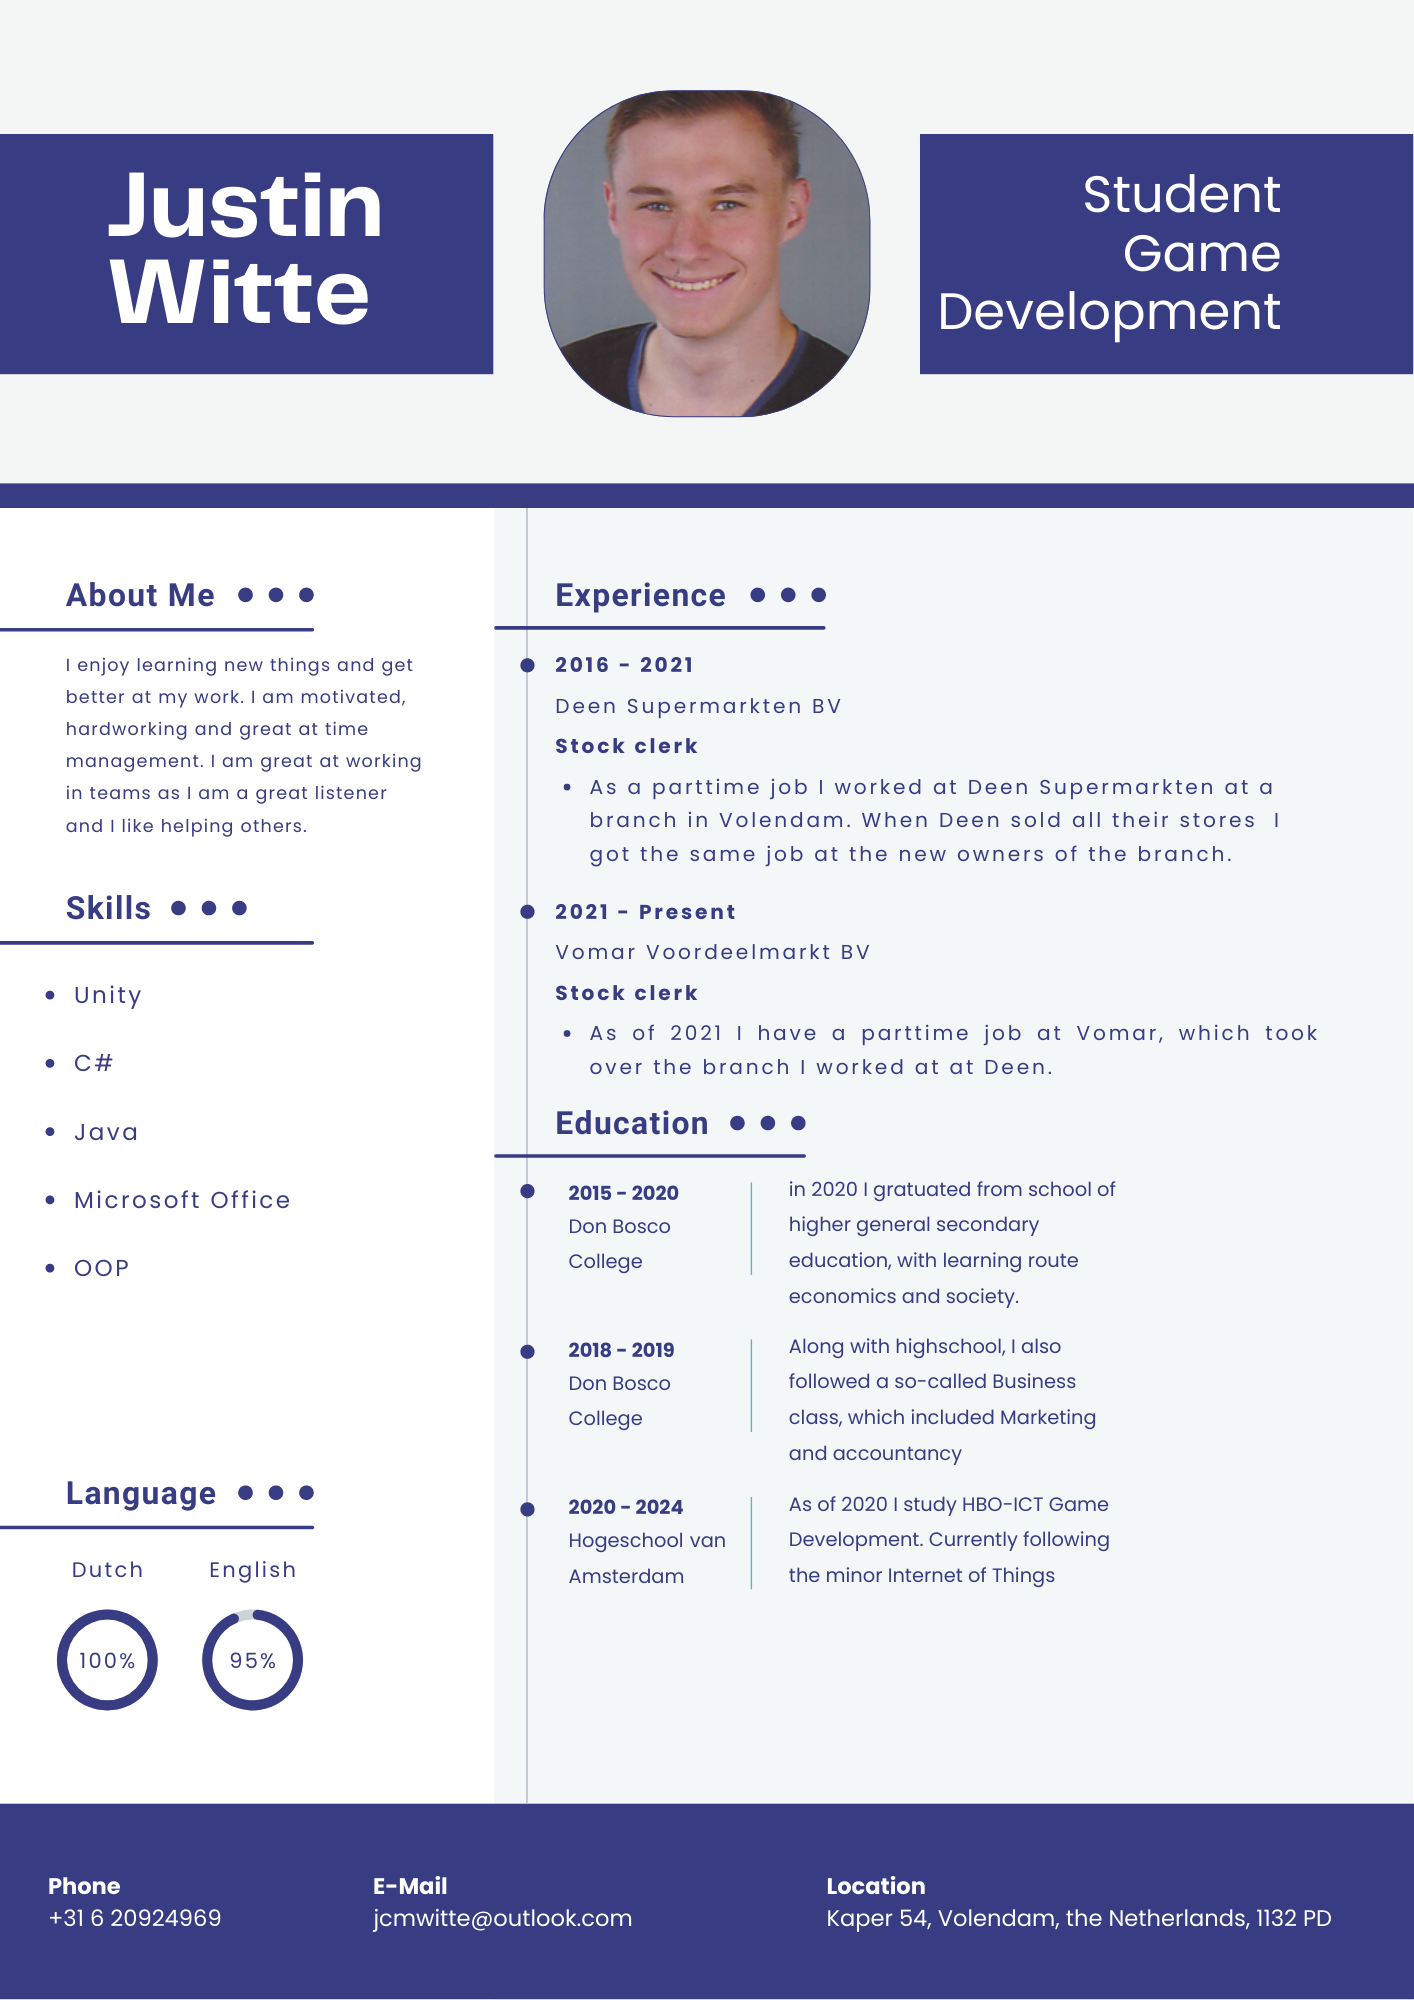 Justin
Witte
Student
Game
Development
About Me
I enjoy learning new things and get
better at my work. I am motivated,
hardworking and great at time
management. I am great at working
in teams as I am a great listener
and I like helping others.
Skills
• Unity
• C#
• Java
• Microsoft Office
• OOP
Language
Dutch
English
100%
95%
Experience
2016 - 2021
Deen Supermarkten BV
Stock clerk
• As a parttime job I worked at Deen Supermarkten at a
branch in Volendam. When Deen sold all their stores I
got the same job at the new owners of the branch.
2021 - Present
Vomar Voordeelmarkt BV
Stock clerk
• As of 2021 I have a parttime job at Vomar, which took
over the branch I worked at at Deen.
Education
2015 - 2020
Don Bosco
College
in 2020 I gratuated from school of
higher general secondary
education, with learning route
economics and society.
2018 - 2019
Don Bosco
College
Along with highschool, I also
followed a so-called Business
class, which included Marketing
and accountancy
2020 - 2024
Hogeschool van
Amsterdam
As of 2020 I study HBO-ICT Game
Development. Currently following
the minor Internet of Things
Phone
+31 6 20924969
E-Mail
jcmwitte@outlook.com
Location
Kaper 54, Volendam, the Netherlands, 1132 PD